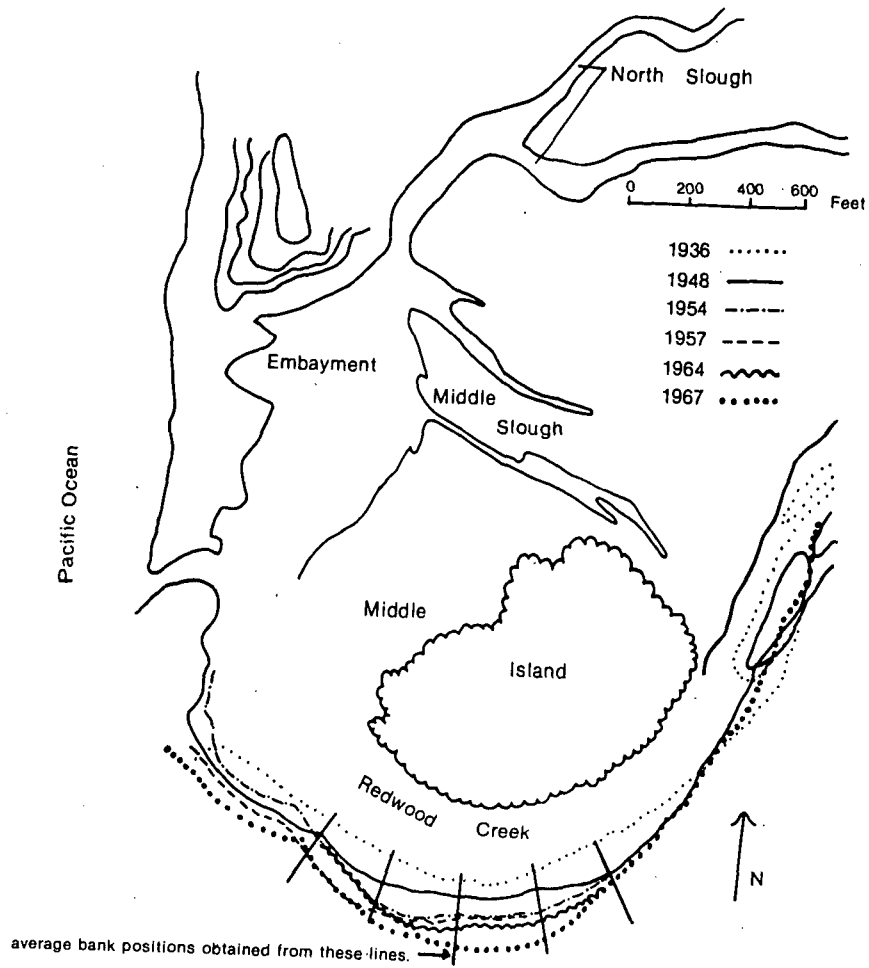 North Slough
0 200 400 600
Feet
1936
1948
1954
1957
1964
1967
Embayment
Middle
Slough
Pacific Ocean
Middle
Island
Redwood
Creek
N
average bank positions obtained from these lines.